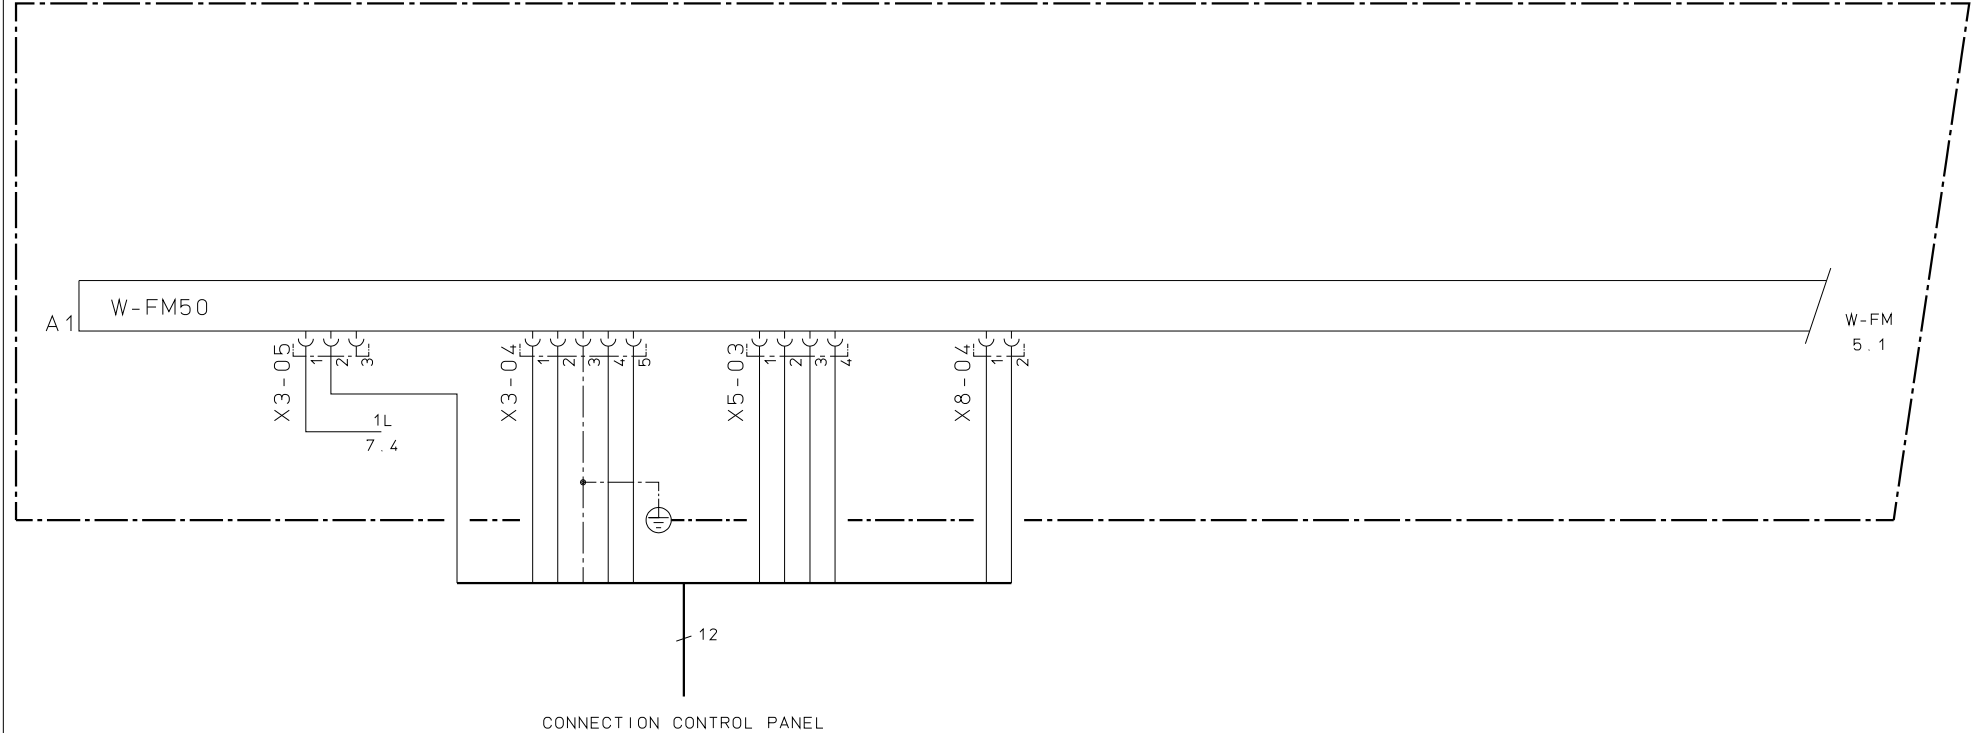 W-FM50
A1
W-FM
5.1
X3-05
1
2
3
X3-04
1
2
3
4
5
X5-03
1
2
3
4
X8-04
1
2
1L
7.4
12
CONNECTION CONTROL PANEL